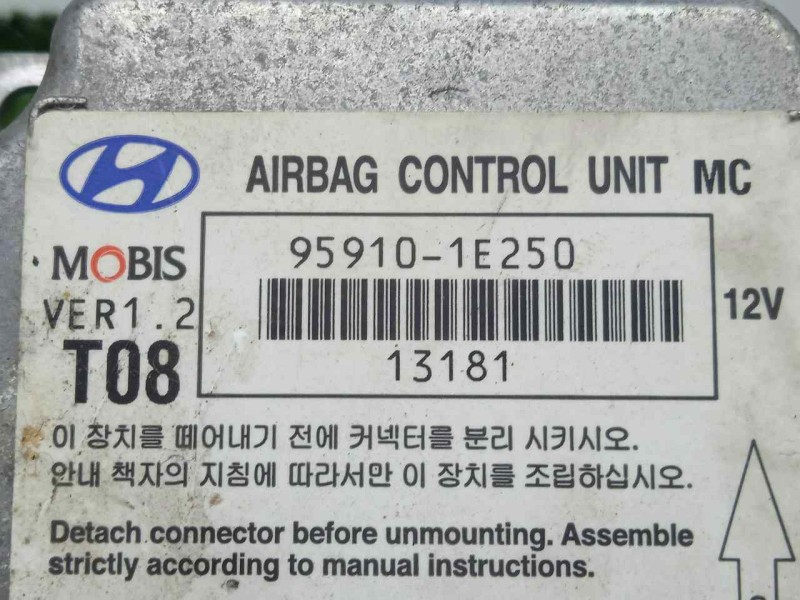 AIRBAG CONTROL UNIT MC
MOBIS
95910-1E250
VER1.2
12V
T08
13181
이 장치를 떼어내기 전에 커넥터를 분리 시키시오.
안내 책자의 지침에 따라서만 이 장치를 조립하십시오.
Detach connector before unmounting. Assemble
strictly according to manual instructions.